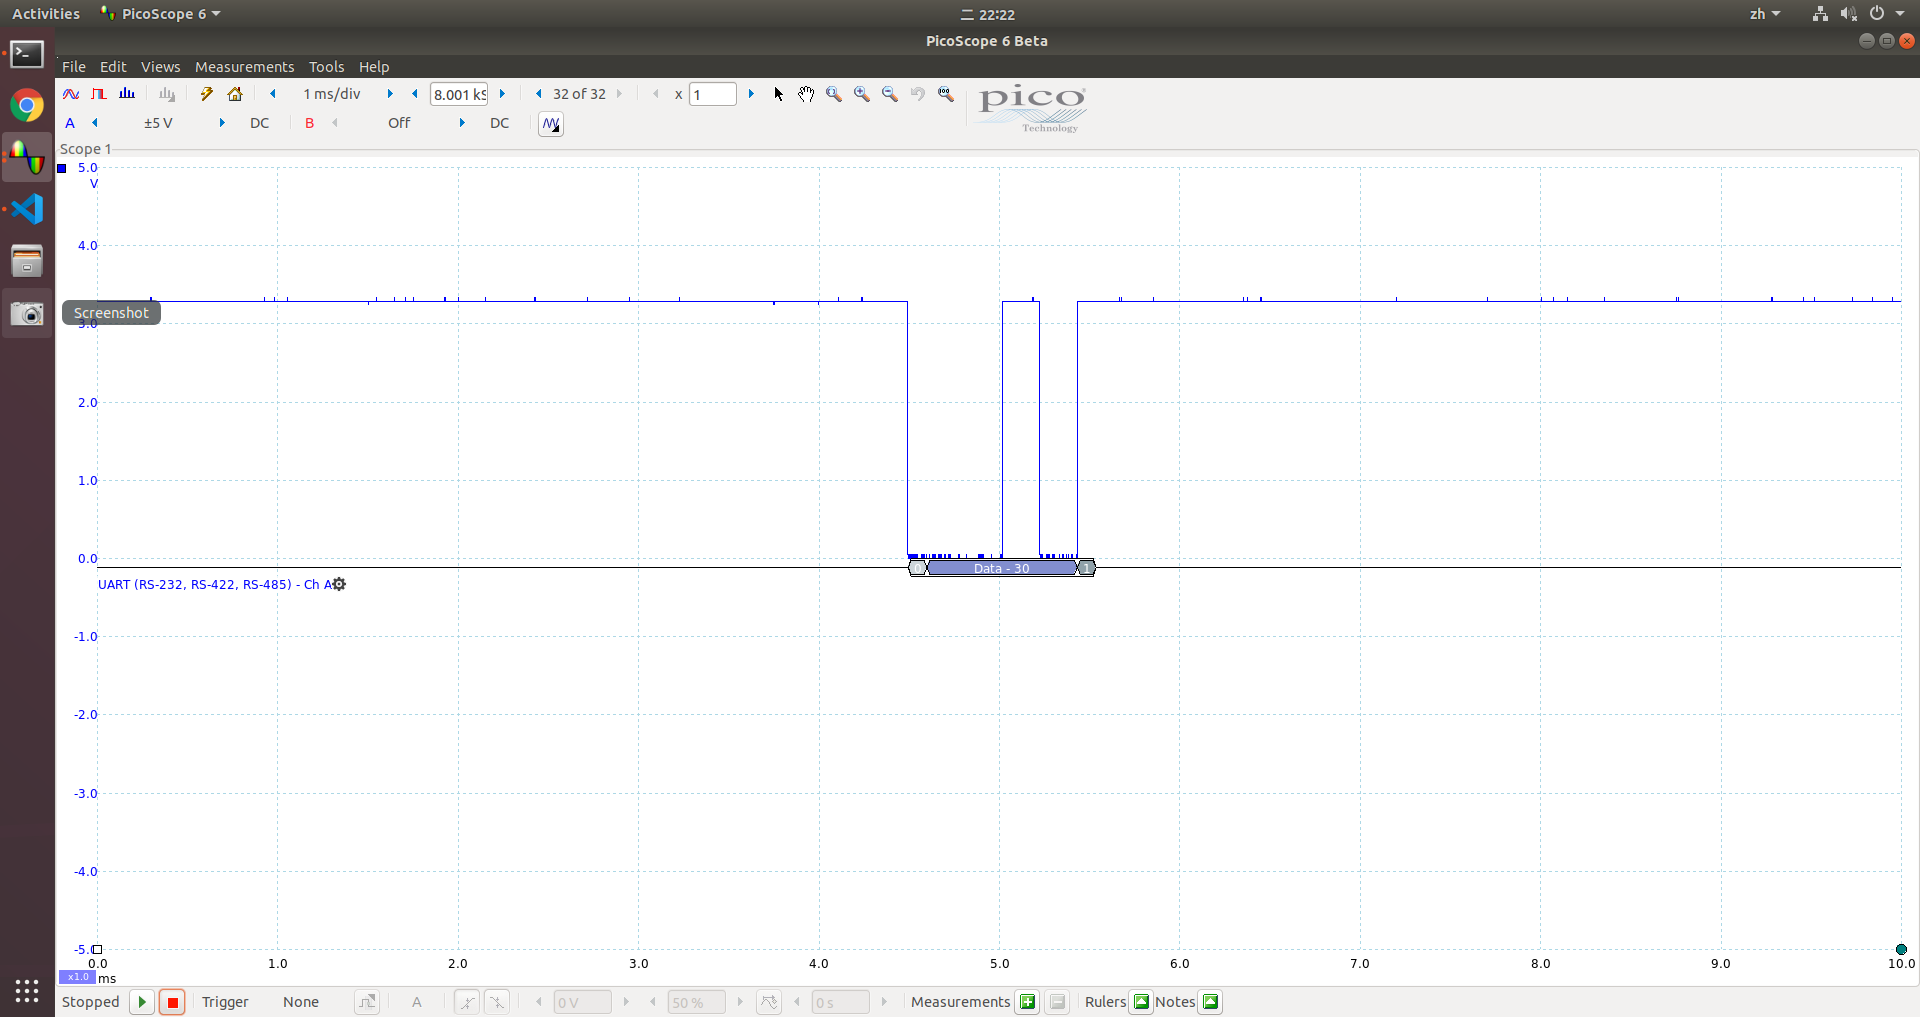 Activities PicoScope 6 二 22:22 zh
PicoScope 6 Beta
File Edit Views Measurements Tools Help
1 ms/div 8.001 kS 32 of 32 x 1
pico
Technology
A ±5 V DC B Off DC
Scope 1
5.0
V
4.0
Screenshot
3.0
2.0
1.0
0.0
0 Data - 30 1
UART (RS-232, RS-422, RS-485) - Ch A
-1.0
-2.0
-3.0
-4.0
-5.0
0.0 1.0 2.0 3.0 4.0 5.0 6.0 7.0 8.0 9.0 10.0
x1.0 ms
Stopped Trigger None A 0 V 50 % 0 s Measurements Rulers Notes